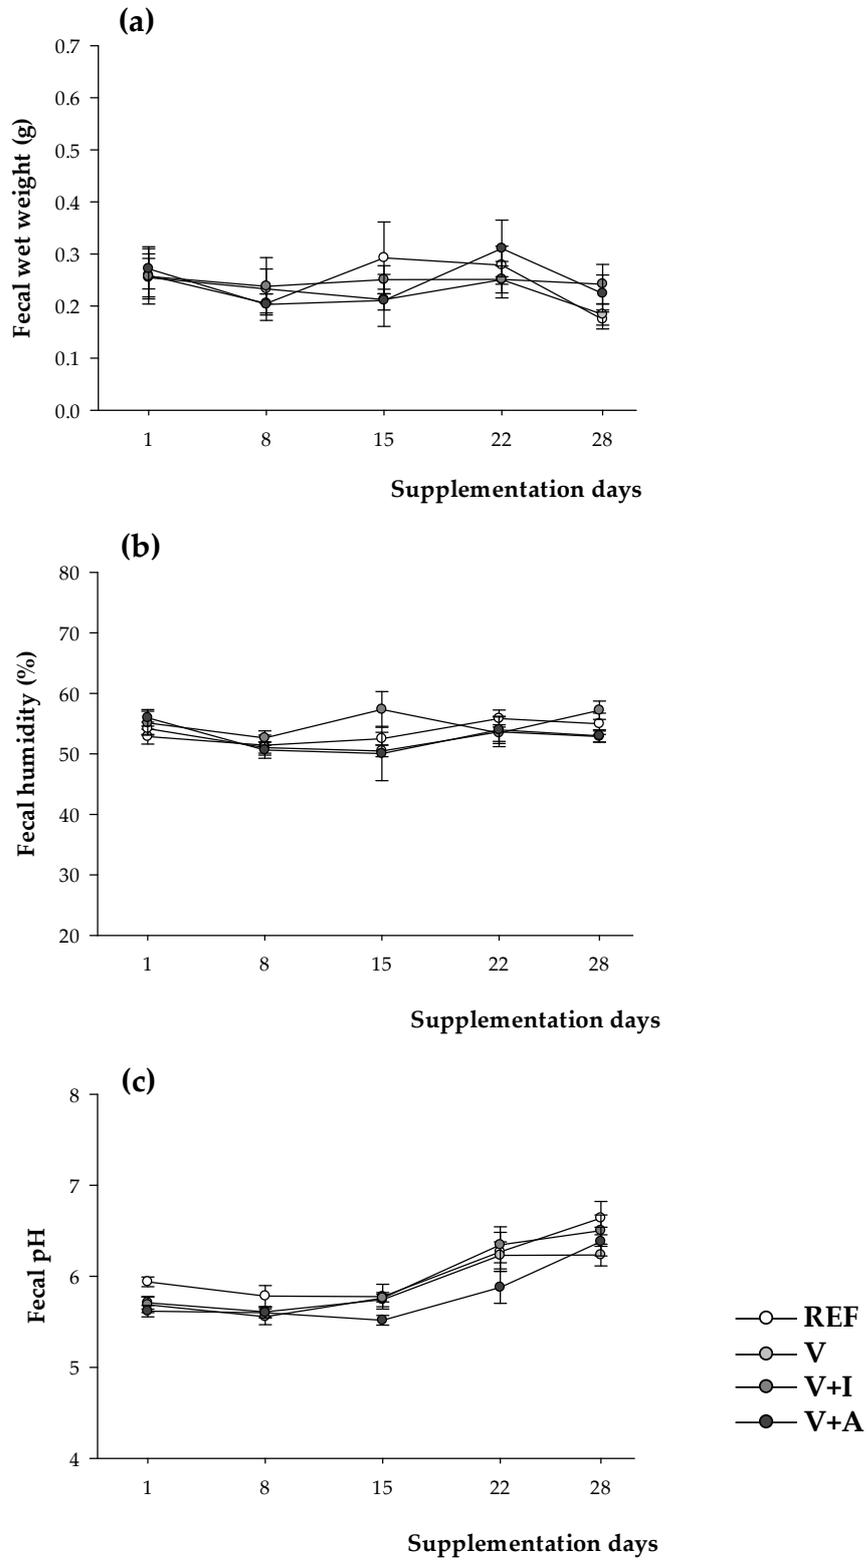 (a)
Fecal wet weight (g)
0.7
0.6
0.5
0.4
0.3
0.2
0.1
0.0
1 8 15 22 28
Supplementation days
(b)
Fecal humidity (%)
80
70
60
50
40
30
20
1 8 15 22 28
Supplementation days
(c)
Fecal pH
8
7
6
5
4
1 8 15 22 28
Supplementation days
REF
V
V+I
V+A